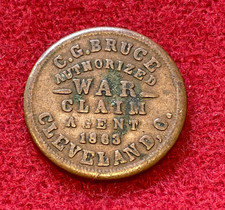 C.G. BRUCE
AUTHORIZED
WAR
CLAIM
AGENT
1863
CLEVELAND, O.